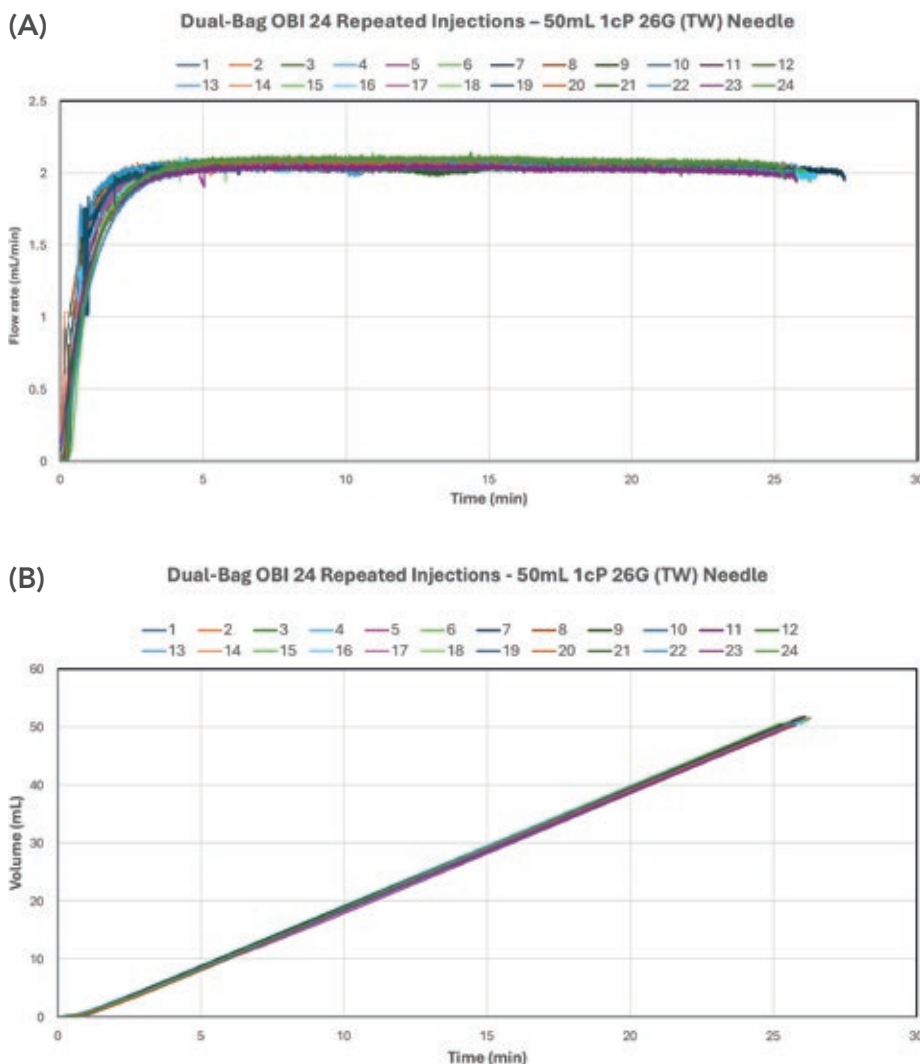 (A)
Dual-Bag OBI 24 Repeated Injections – 50mL 1cP 26G (TW) Needle
1 2 3 4 5 6 7 8 9 10 11 12
13 14 15 16 17 18 19 20 21 22 23 24
2.5
2
1.5
1
0.5
0
Flow rate (mL/min)
0 5 10 15 20 25 30
Time (min)
(B)
Dual-Bag OBI 24 Repeated Injections - 50mL 1cP 26G (TW) Needle
1 2 3 4 5 6 7 8 9 10 11 12
13 14 15 16 17 18 19 20 21 22 23 24
60
50
40
30
20
10
0
Volume (mL)
0 5 10 15 20 25 30
Time (min)